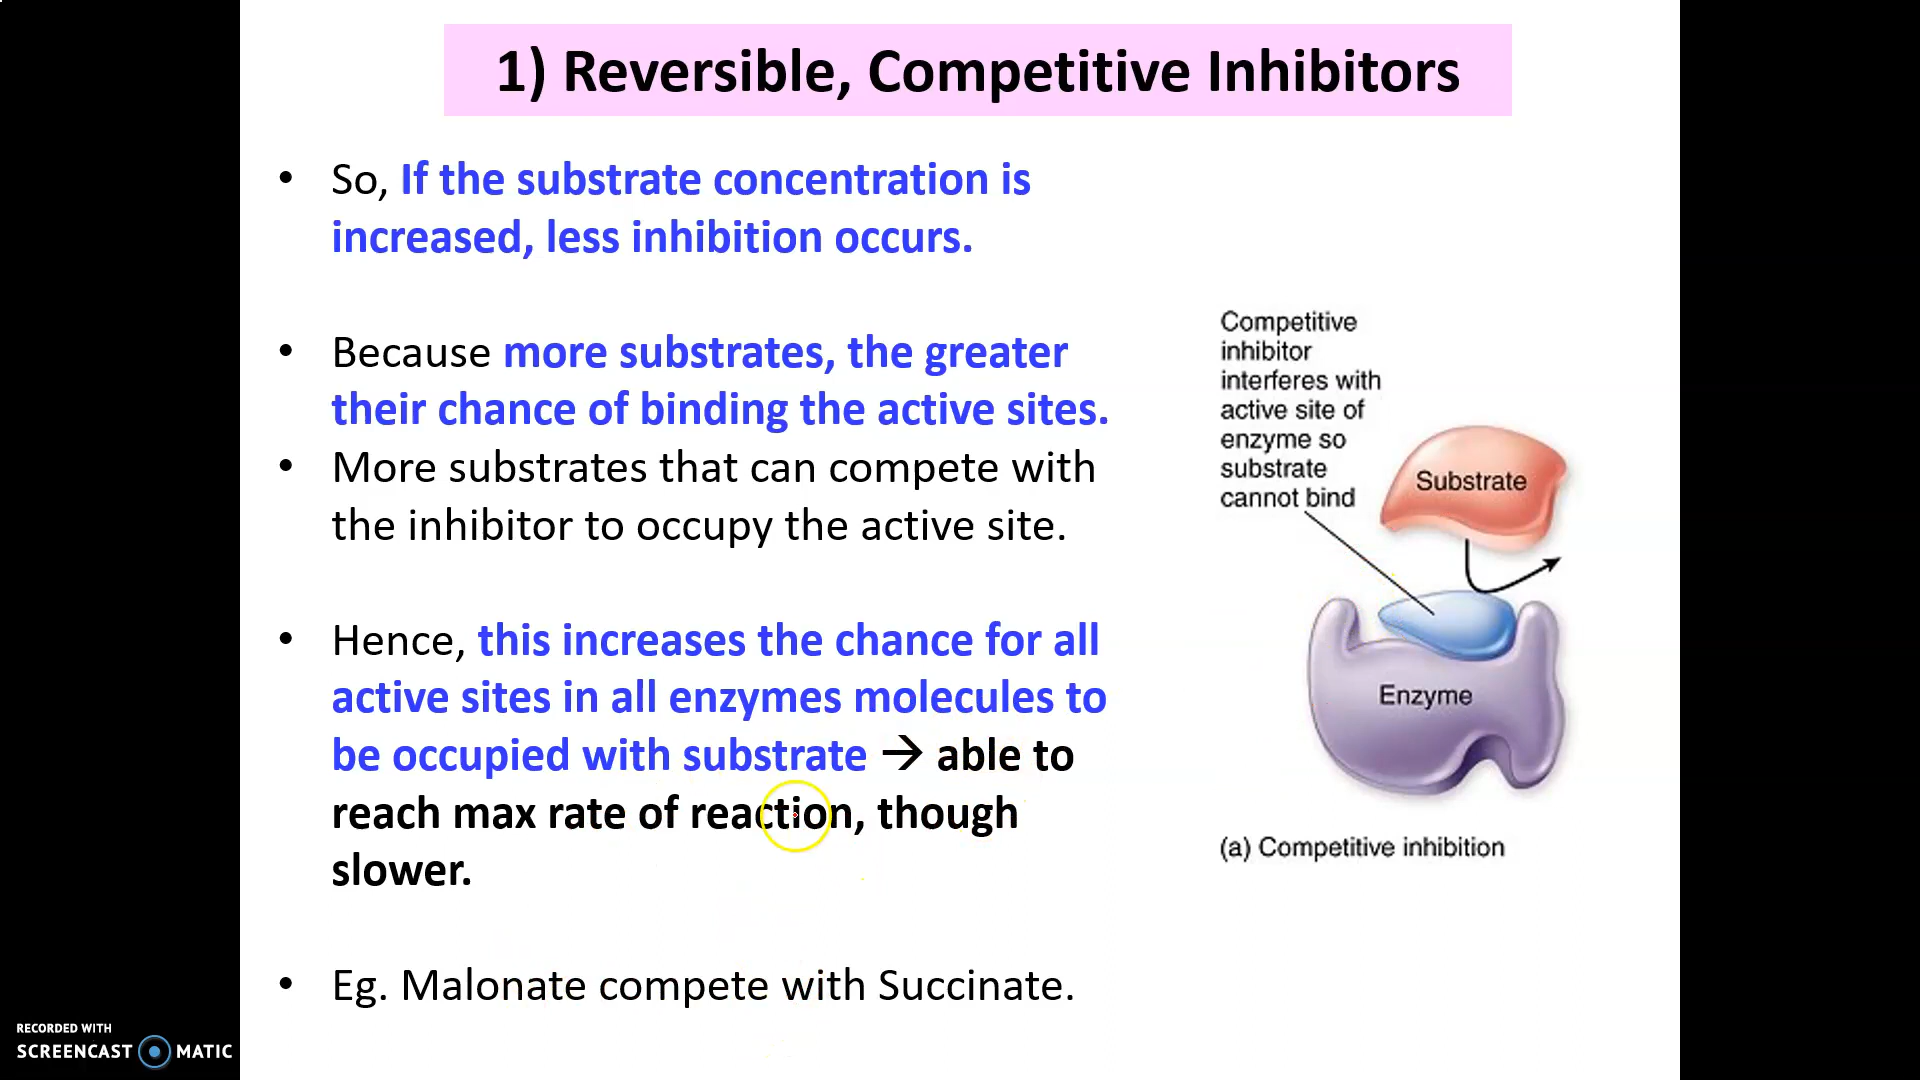 1) Reversible, Competitive Inhibitors
• So, If the substrate concentration is
increased, less inhibition occurs.
• Because more substrates, the greater
their chance of binding the active sites.
• More substrates that can compete with
the inhibitor to occupy the active site.
• Hence, this increases the chance for all
active sites in all enzymes molecules to
be occupied with substrate → able to
reach max rate of reaction, though
slower.
• Eg. Malonate compete with Succinate.
Competitive
inhibitor
interferes with
active site of
enzyme so
substrate
cannot bind
Substrate
Enzyme
(a) Competitive inhibition
RECORDED WITH
SCREENCAST MATIC